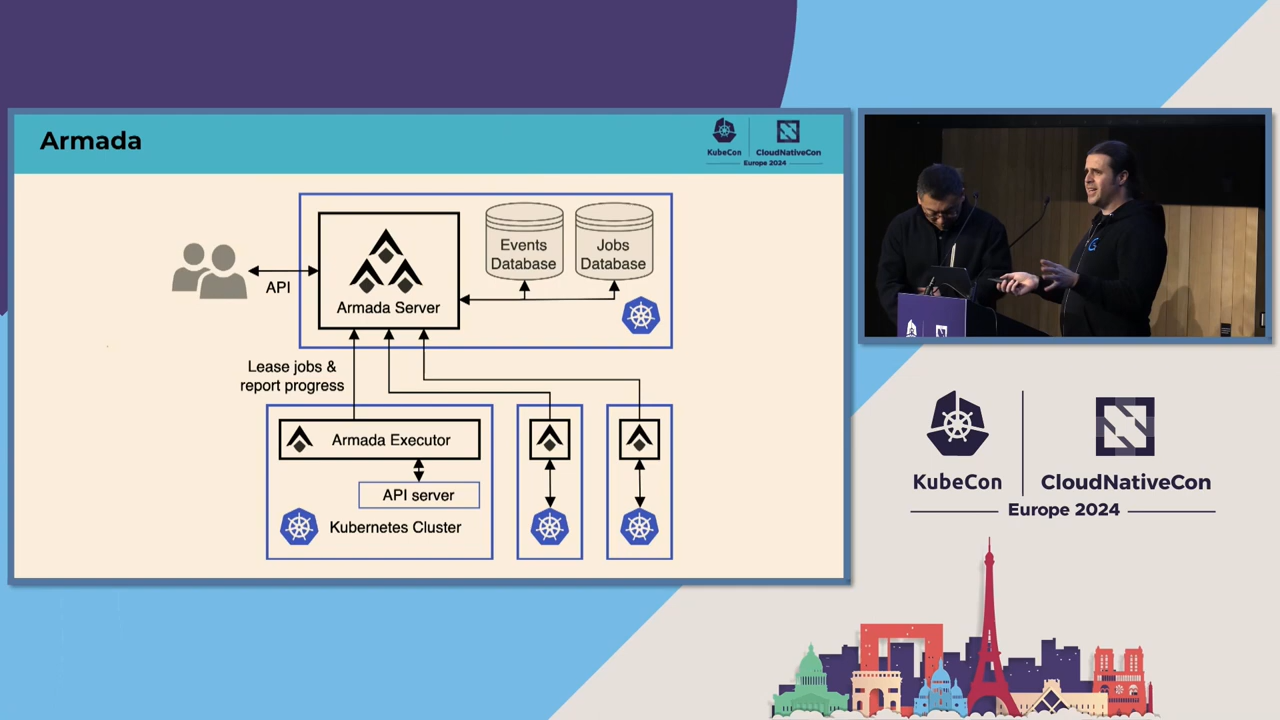 Armada
KubeCon
CloudNativeCon
Europe 2024
Events
Database
Jobs
Database
API
Armada Server
Lease jobs &
report progress
Armada Executor
API server
Kubernetes Cluster
KubeCon
CloudNativeCon
Europe 2024